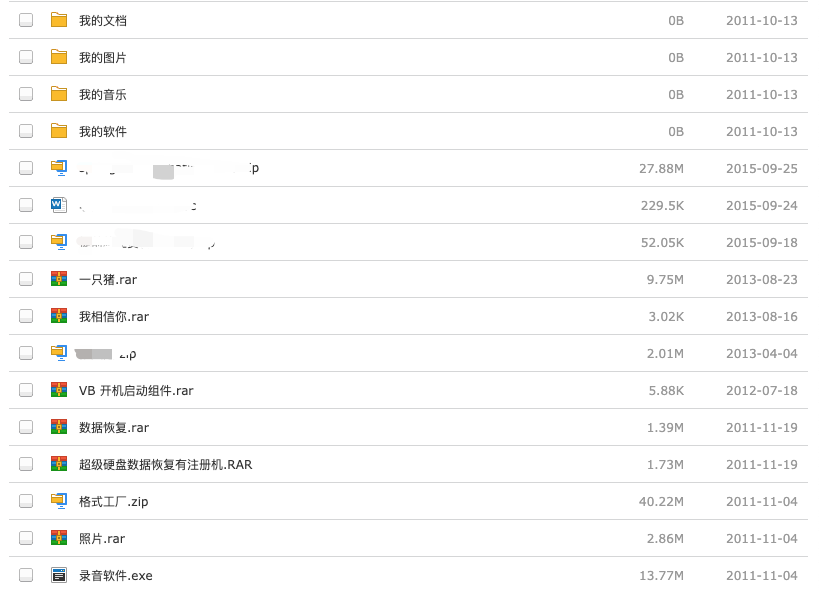 我的文档 0B 2011-10-13
我的图片 0B 2011-10-13
我的音乐 0B 2011-10-13
我的软件 0B 2011-10-13
27.88M 2015-09-25
229.5K 2015-09-24
52.05K 2015-09-18
一只猪.rar 9.75M 2013-08-23
我相信你.rar 3.02K 2013-08-16
zip 2.01M 2013-04-04
VB 开机启动组件.rar 5.88K 2012-07-18
数据恢复.rar 1.39M 2011-11-19
超级硬盘数据恢复有注册机.RAR 1.73M 2011-11-19
格式工厂.zip 40.22M 2011-11-04
照片.rar 2.86M 2011-11-04
录音软件.exe 13.77M 2011-11-04